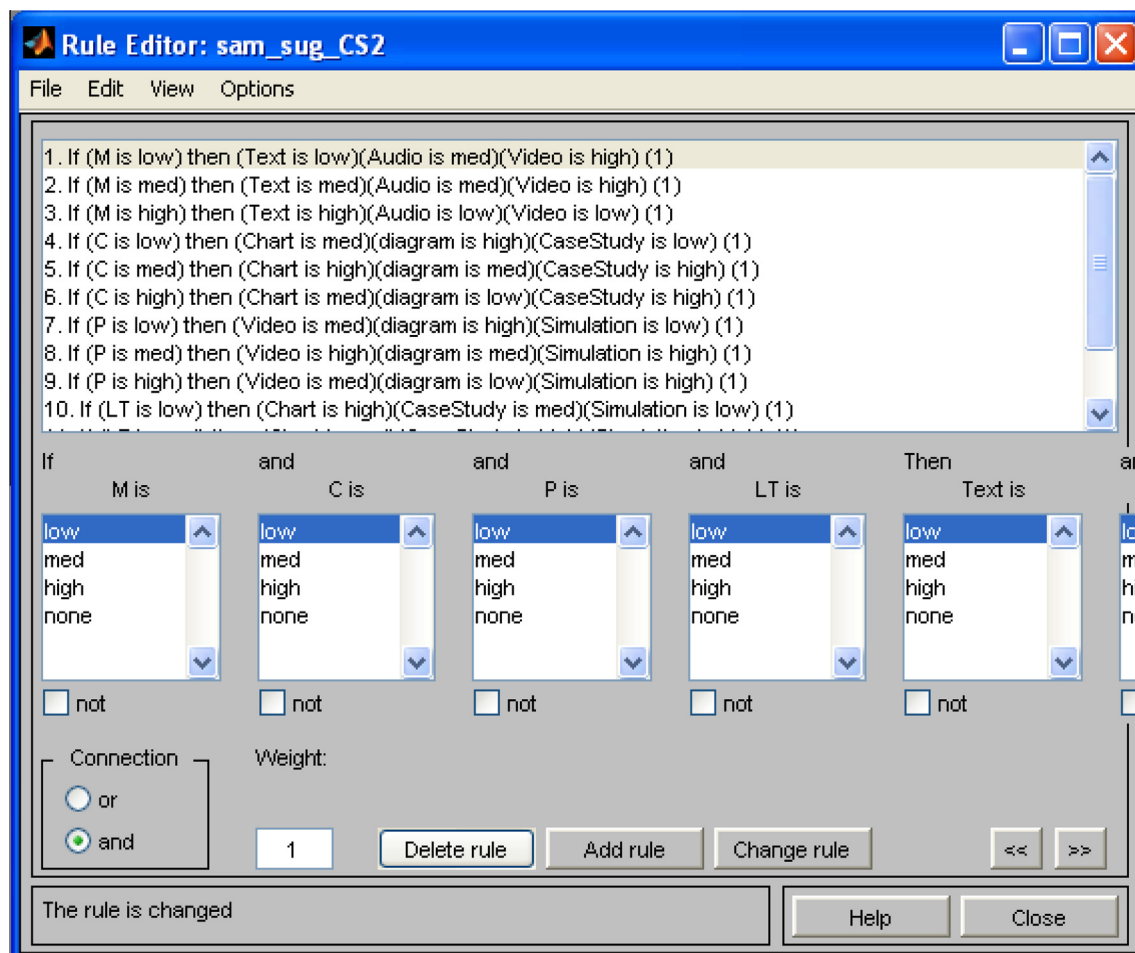 Rule Editor: sam_sug_CS2
File Edit View Options
1. If (M is low) then (Text is low)(Audio is med)(Video is high) (1)
2. If (M is med) then (Text is med)(Audio is med)(Video is high) (1)
3. If (M is high) then (Text is high)(Audio is low)(Video is low) (1)
4. If (C is low) then (Chart is med)(diagram is high)(CaseStudy is low) (1)
5. If (C is med) then (Chart is high)(diagram is med)(CaseStudy is high) (1)
6. If (C is high) then (Chart is med)(diagram is low)(CaseStudy is high) (1)
7. If (P is low) then (Video is med)(diagram is high)(Simulation is low) (1)
8. If (P is med) then (Video is high)(diagram is med)(Simulation is high) (1)
9. If (P is high) then (Video is med)(diagram is low)(Simulation is high) (1)
10. If (LT is low) then (Chart is high)(CaseStudy is med)(Simulation is low) (1)
If and and and Then
M is C is P is LT is Text is
low low low low low
med med med med med
high high high high high
none none none none none
not not not not not
Connection Weight:
or
and 1 Delete rule Add rule Change rule << >>
The rule is changed Help Close